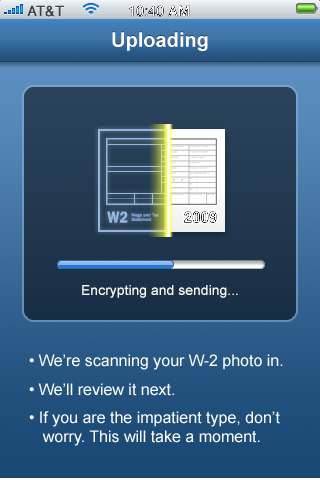 AT&T 10:40 AM
Uploading
W2 Wage and Tax
Statement 2009
Encrypting and sending...
• We're scanning your W-2 photo in.
• We'll review it next.
• If you are the impatient type, don't
worry. This will take a moment.